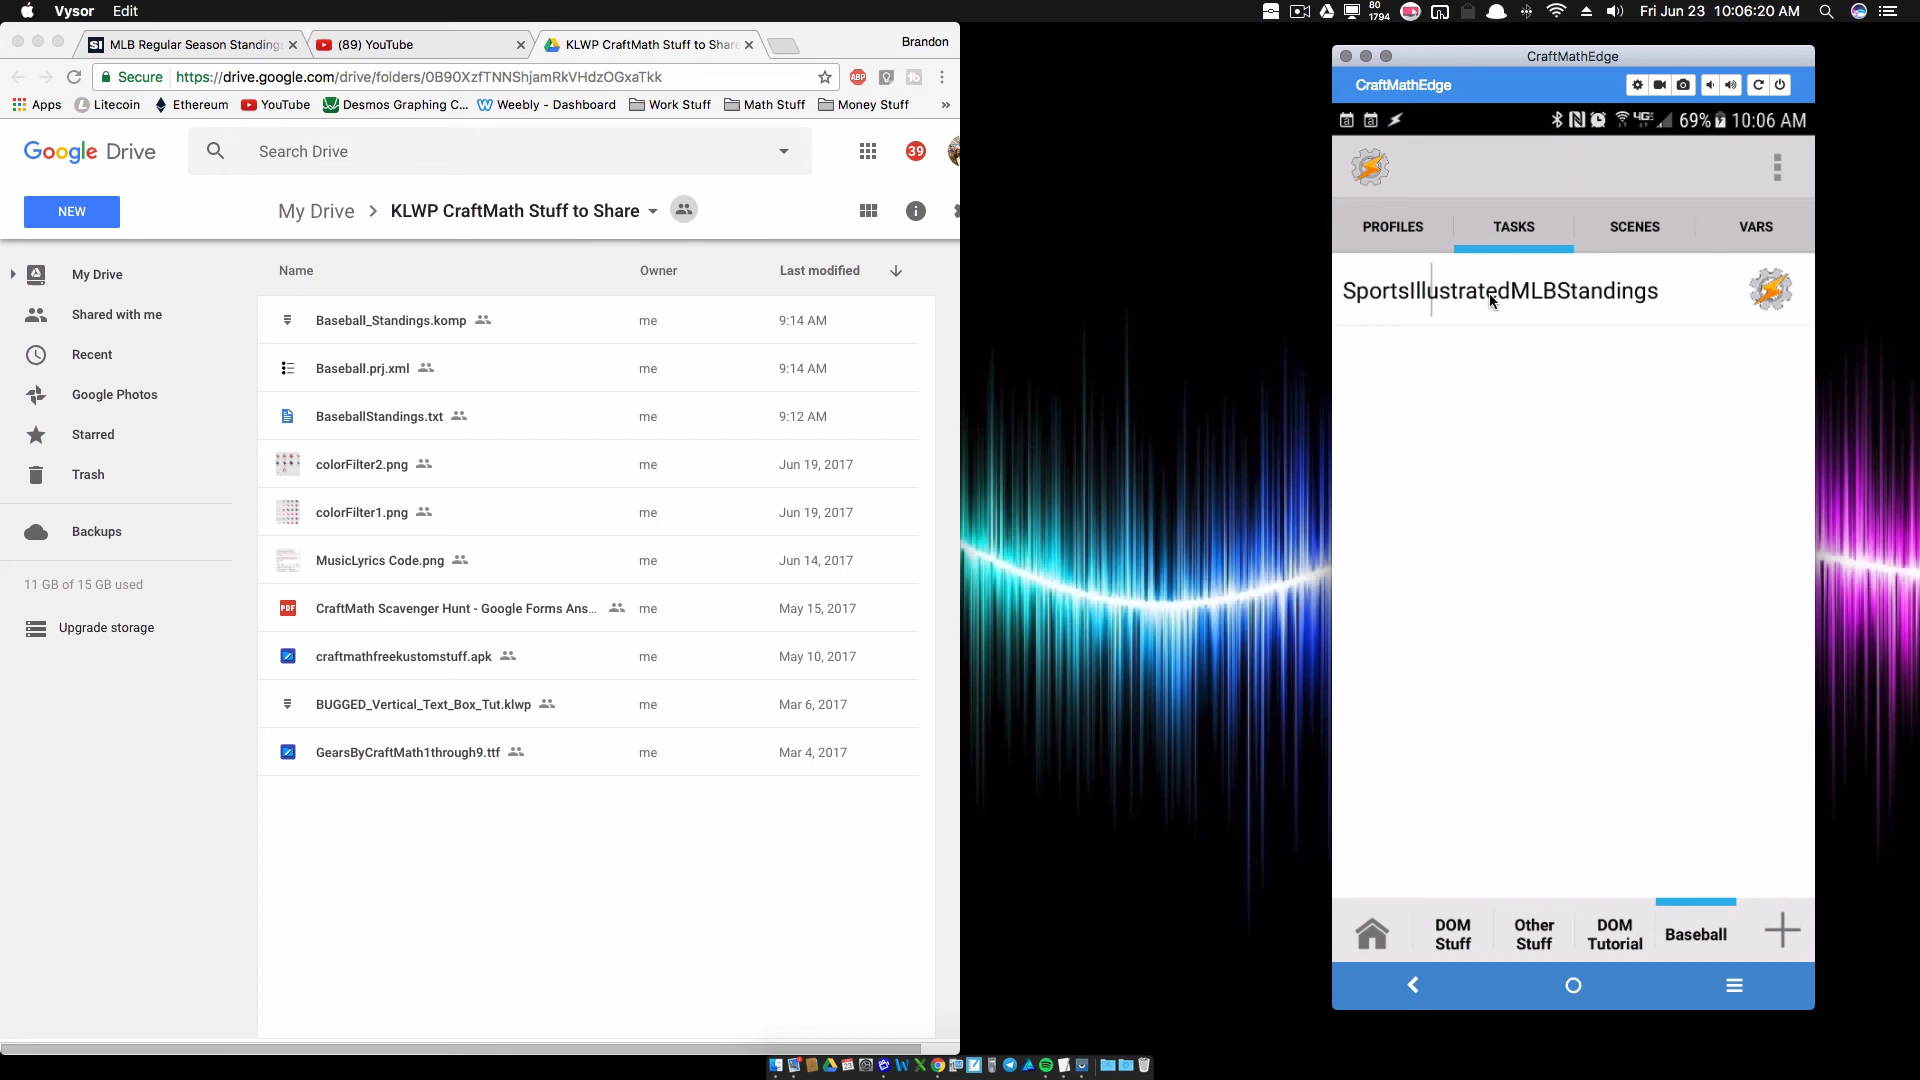 Vysor Edit
80
1794
Fri Jun 23 10:06:20 AM
SI MLB Regular Season Standing
(89) YouTube
KLWP CraftMath Stuff to Share
Brandon
Secure https://drive.google.com/drive/folders/0B90XzfTNNShjamRkVHdzOGxaTkk
ABP
Apps Litecoin Ethereum YouTube Desmos Graphing C... Weebly - Dashboard Work Stuff Math Stuff Money Stuff »
Google Drive
Search Drive
39
NEW
My Drive > KLWP CraftMath Stuff to Share
My Drive
Shared with me
Recent
Google Photos
Starred
Trash
Backups
11 GB of 15 GB used
Upgrade storage
Name Owner Last modified
Baseball_Standings.komp me 9:14 AM
Baseball.prj.xml me 9:14 AM
BaseballStandings.txt me 9:12 AM
colorFilter2.png me Jun 19, 2017
colorFilter1.png me Jun 19, 2017
MusicLyrics Code.png me Jun 14, 2017
PDF CraftMath Scavenger Hunt - Google Forms Ans... me May 15, 2017
craftmathfreekustomstuff.apk me May 10, 2017
BUGGED_Vertical_Text_Box_Tut.klwp me Mar 6, 2017
GearsByCraftMath1through9.ttf me Mar 4, 2017
CraftMathEdge
CraftMathEdge
4G 69% 10:06 AM
PROFILES TASKS SCENES VARS
SportsIllustratedMLBStandings
DOM Stuff
Other Stuff
DOM Tutorial
Baseball